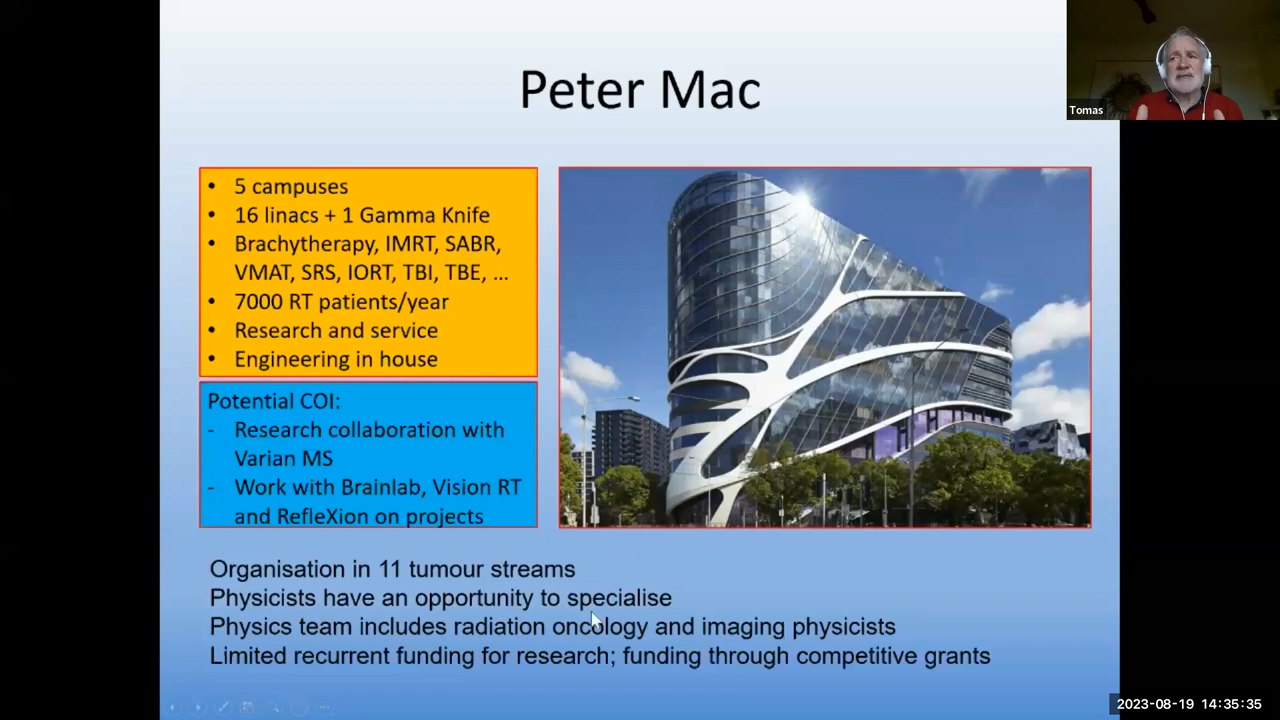 Peter Mac
Tomas
• 5 campuses
• 16 linacs + 1 Gamma Knife
• Brachytherapy, IMRT, SABR,
VMAT, SRS, IORT, TBI, TBE, ...
• 7000 RT patients/year
• Research and service
• Engineering in house
Potential COI:
- Research collaboration with
Varian MS
- Work with Brainlab, Vision RT
and RefleXion on projects
Organisation in 11 tumour streams
Physicists have an opportunity to specialise
Physics team includes radiation oncology and imaging physicists
Limited recurrent funding for research; funding through competitive grants
2023-08-19 14:35:35